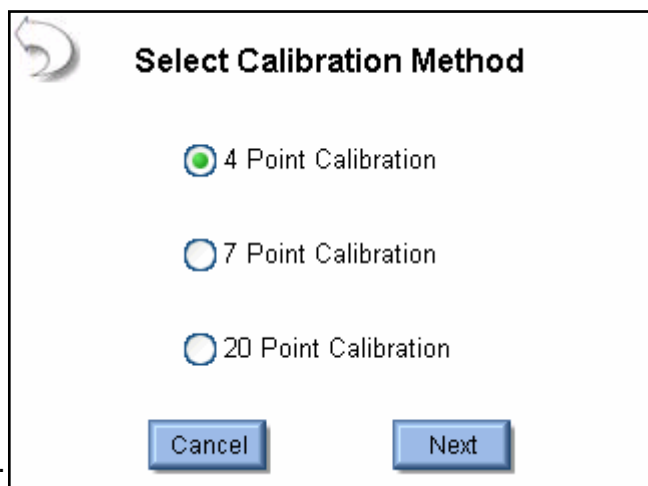 Select Calibration Method
4 Point Calibration
7 Point Calibration
20 Point Calibration
Cancel Next